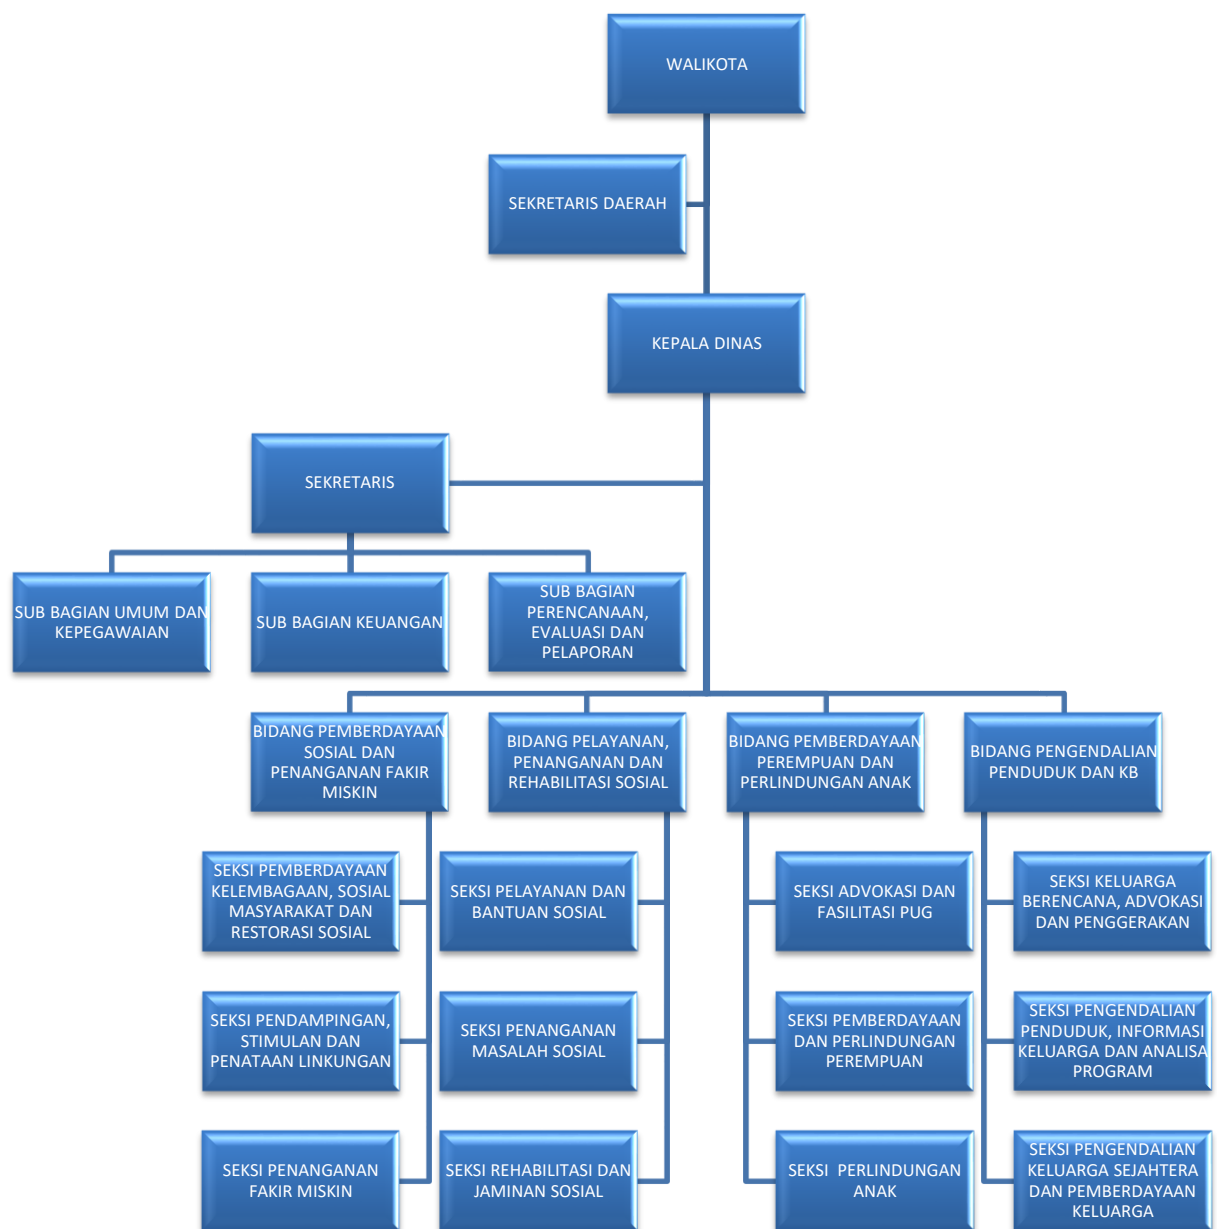 WALIKOTA
SEKRETARIS DAERAH
KEPALA DINAS
SEKRETARIS
SUB BAGIAN UMUM DAN
KEPEGAWAIAN
SUB BAGIAN KEUANGAN
SUB BAGIAN
PERENCANAAN,
EVALUASI DAN
PELAPORAN
BIDANG PEMBERDAYAAN
SOSIAL DAN
PENANGANAN FAKIR
MISKIN
BIDANG PELAYANAN,
PENANGANAN DAN
REHABILITASI SOSIAL
BIDANG PEMBERDAYAAN
PEREMPUAN DAN
PERLINDUNGAN ANAK
BIDANG PENGENDALIAN
PENDUDUK DAN KB
SEKSI PEMBERDAYAAN
KELEMBAGAAN, SOSIAL
MASYARAKAT DAN
RESTORASI SOSIAL
SEKSI PELAYANAN DAN
BANTUAN SOSIAL
SEKSI ADVOKASI DAN
FASILITASI PUG
SEKSI KELUARGA
BERENCANA, ADVOKASI
DAN PENGGERAKAN
SEKSI PENDAMPINGAN,
STIMULAN DAN
PENATAAN LINKUNGAN
SEKSI PENANGANAN
MASALAH SOSIAL
SEKSI PEMBERDAYAAN
DAN PERLINDUNGAN
PEREMPUAN
SEKSI PENGENDALIAN
PENDUDUK, INFORMASI
KELUARGA DAN ANALISA
PROGRAM
SEKSI PENANGANAN
FAKIR MISKIN
SEKSI REHABILITASI DAN
JAMINAN SOSIAL
SEKSI PERLINDUNGAN
ANAK
SEKSI PENGENDALIAN
KELUARGA SEJAHTERA
DAN PEMBERDAYAAN
KELUARGA